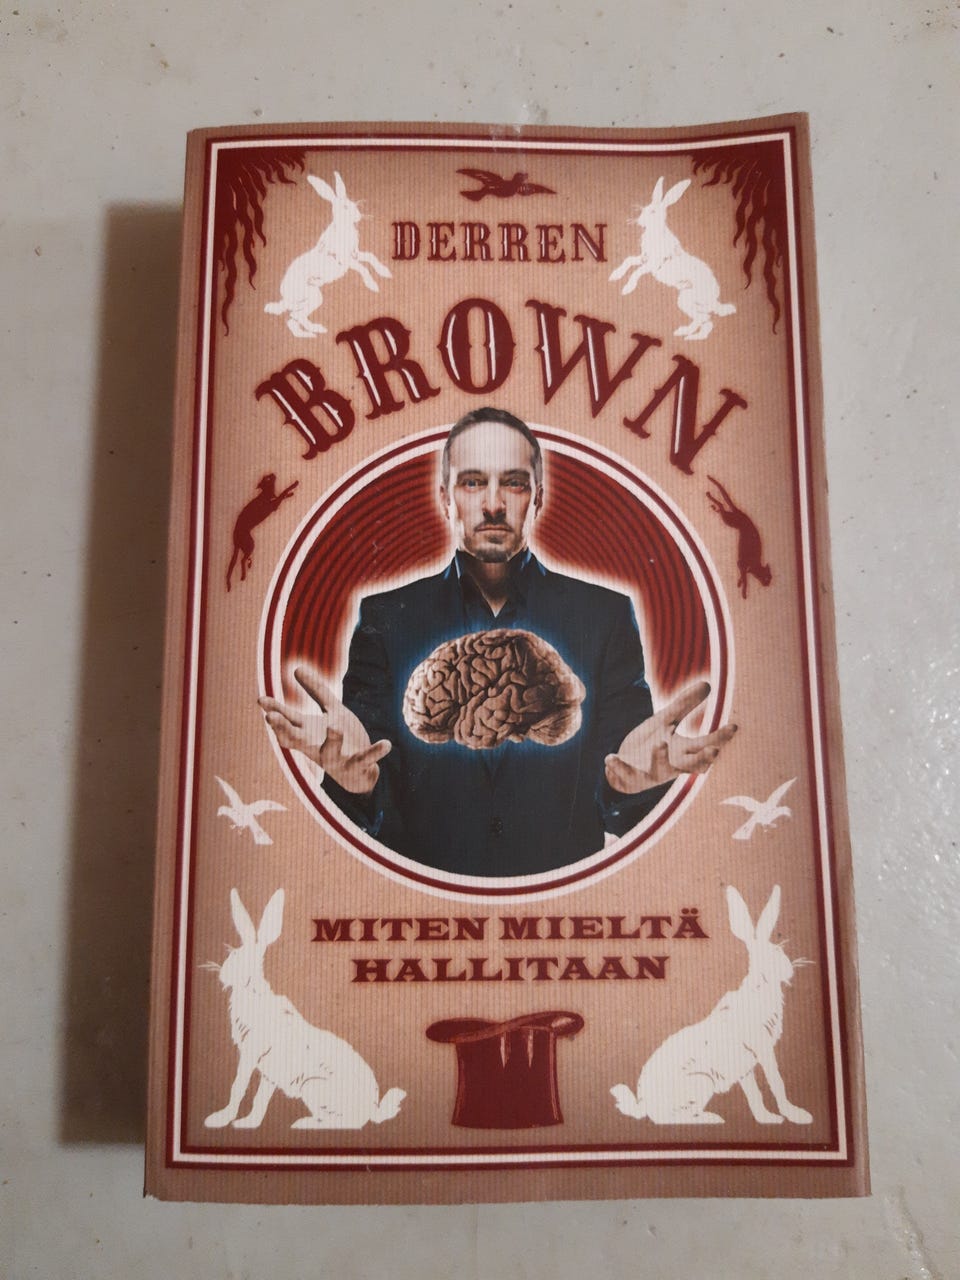 DERREN
BROWN
MITEN MIELTÄ
HALLITAAN